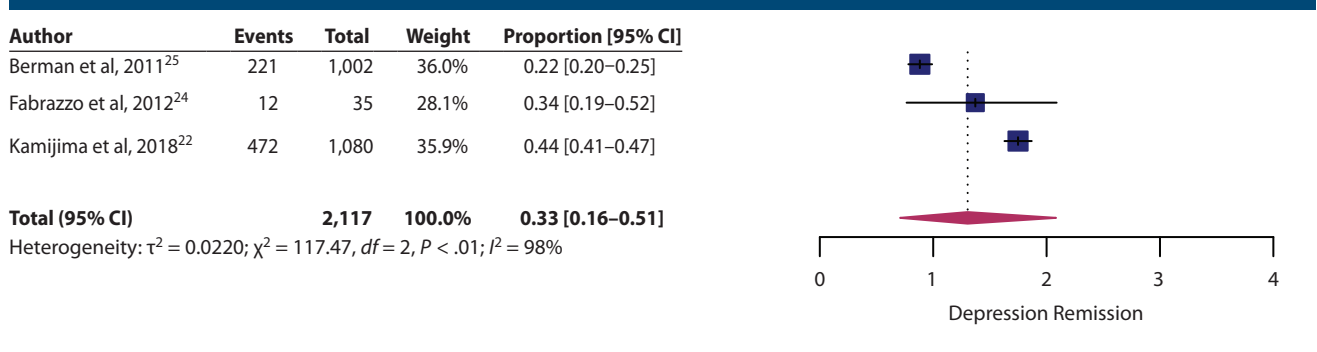 Author Events Total Weight Proportion [95% CI]
Berman et al, 2011²⁵ 221 1,002 36.0% 0.22 [0.20–0.25]
Fabrazzo et al, 2012²⁴ 12 35 28.1% 0.34 [0.19–0.52]
Kamijima et al, 2018²² 472 1,080 35.9% 0.44 [0.41–0.47]
Total (95% CI) 2,117 100.0% 0.33 [0.16–0.51]
Heterogeneity: τ² = 0.0220; χ² = 117.47, df = 2, P < .01; I² = 98%
0 1 2 3 4
Depression Remission